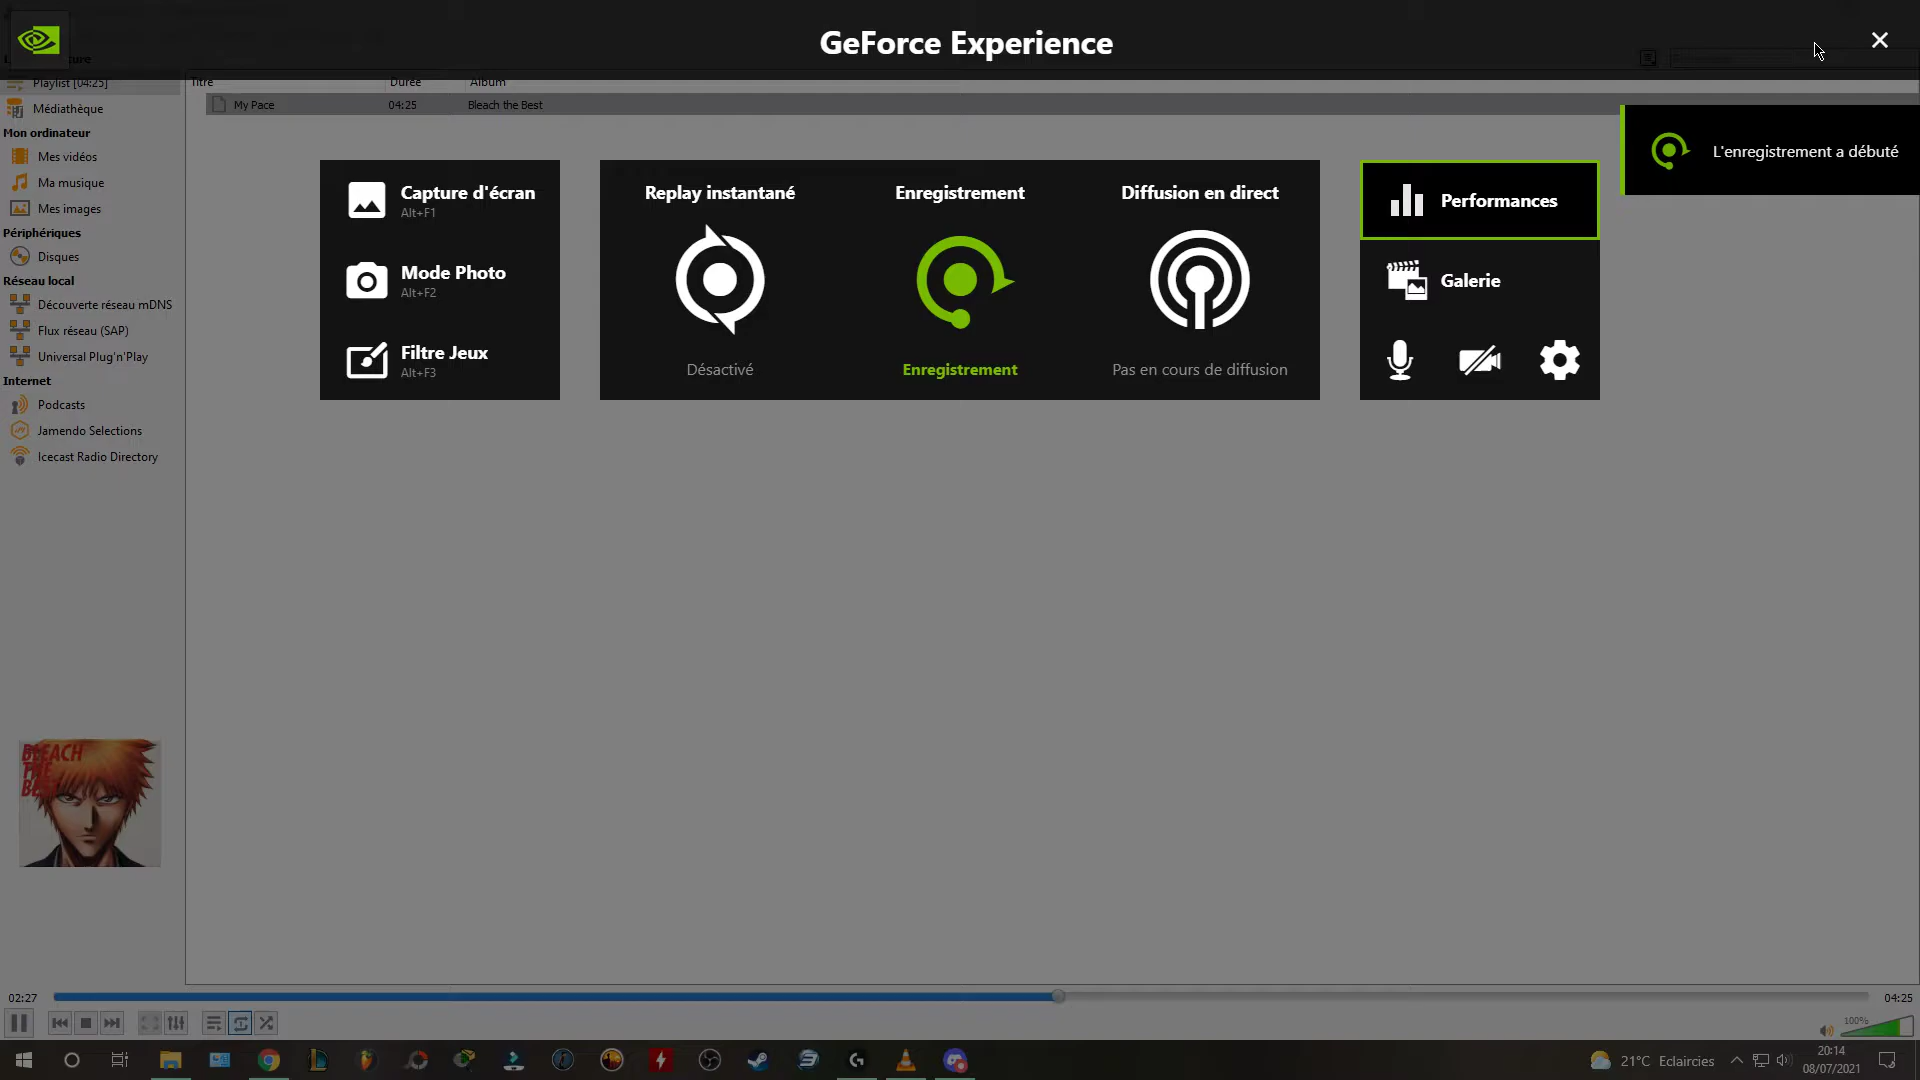 GeForce Experience
Titre
Durée
Album
Playlist [04:25]
My Pace
04:25
Bleach the Best
Médiathèque
Mon ordinateur
Mes vidéos
Ma musique
Mes images
Périphériques
Disques
Réseau local
Découverte réseau mDNS
Flux réseau (SAP)
Universal Plug'n'Play
Internet
Podcasts
Jamendo Selections
Icecast Radio Directory
Capture d'écran
Alt+F1
Mode Photo
Alt+F2
Filtre Jeux
Alt+F3
Replay instantané
Désactivé
Enregistrement
Enregistrement
Diffusion en direct
Pas en cours de diffusion
Performances
Galerie
L'enregistrement a débuté
BLEACH
THE
02:27
04:25
100%
21°C Eclaircies
20:14
08/07/2021